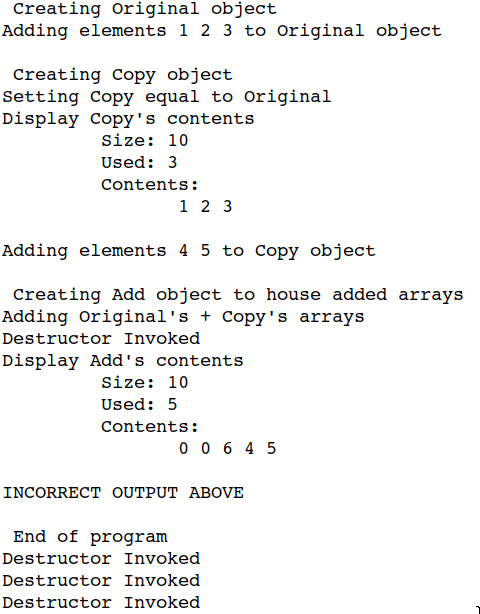 Creating Original object
Adding elements 1 2 3 to Original object
Creating Copy object
Setting Copy equal to Original
Display Copy's contents
Size: 10
Used: 3
Contents:
1 2 3
Adding elements 4 5 to Copy object
Creating Add object to house added arrays
Adding Original's + Copy's arrays
Destructor Invoked
Display Add's contents
Size: 10
Used: 5
Contents:
0 0 6 4 5
INCORRECT OUTPUT ABOVE
End of program
Destructor Invoked
Destructor Invoked
Destructor Invoked